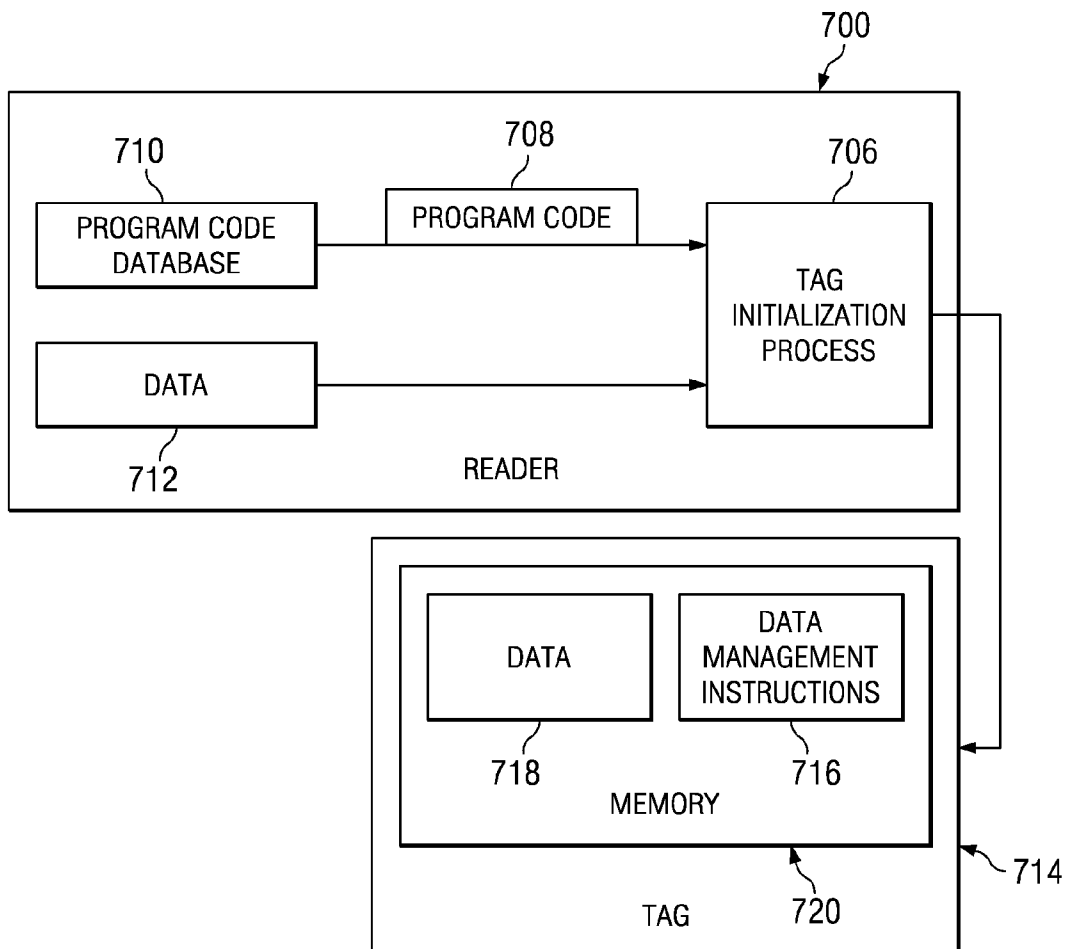 700
710
708
706
PROGRAM CODE
DATABASE
PROGRAM CODE
TAG
INITIALIZATION
PROCESS
DATA
712
READER
DATA
DATA
MANAGEMENT
INSTRUCTIONS
718
716
MEMORY
714
720
TAG